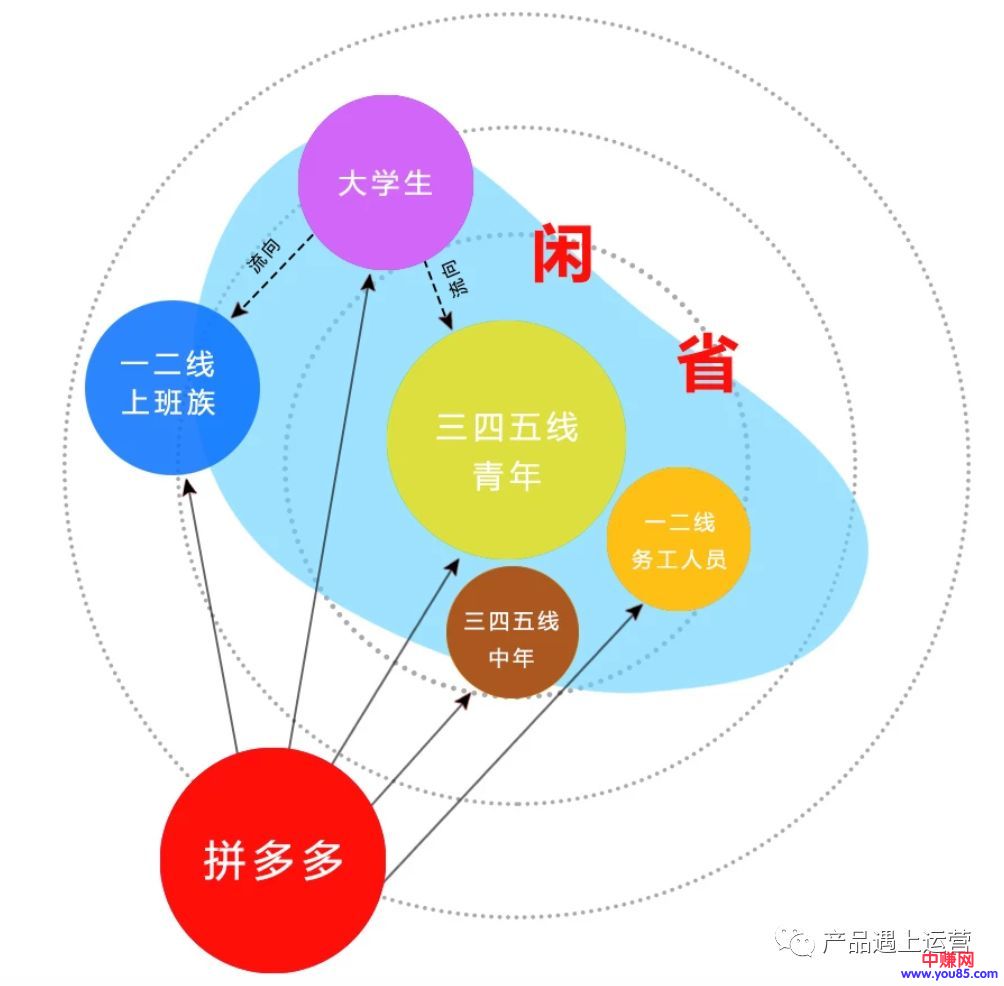 大学生
闲
流向
流向
省
一二线
上班族
三四五线
青年
一二线
务工人员
三四五线
中年
拼多多
产品遇上运营
中赚网
www.you85.com